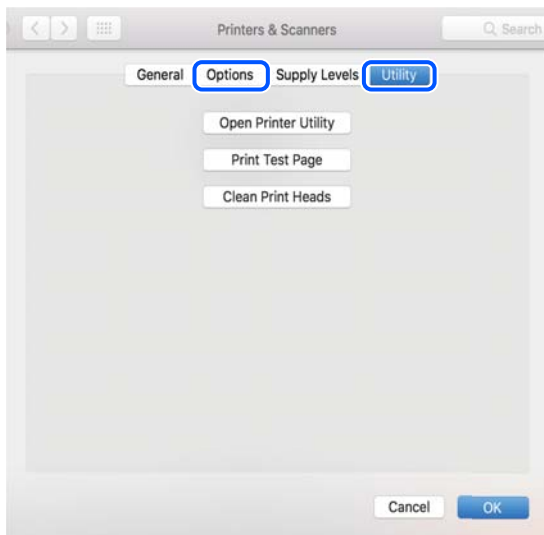 Printers & Scanners
Search
General Options Supply Levels Utility
Open Printer Utility
Print Test Page
Clean Print Heads
Cancel OK